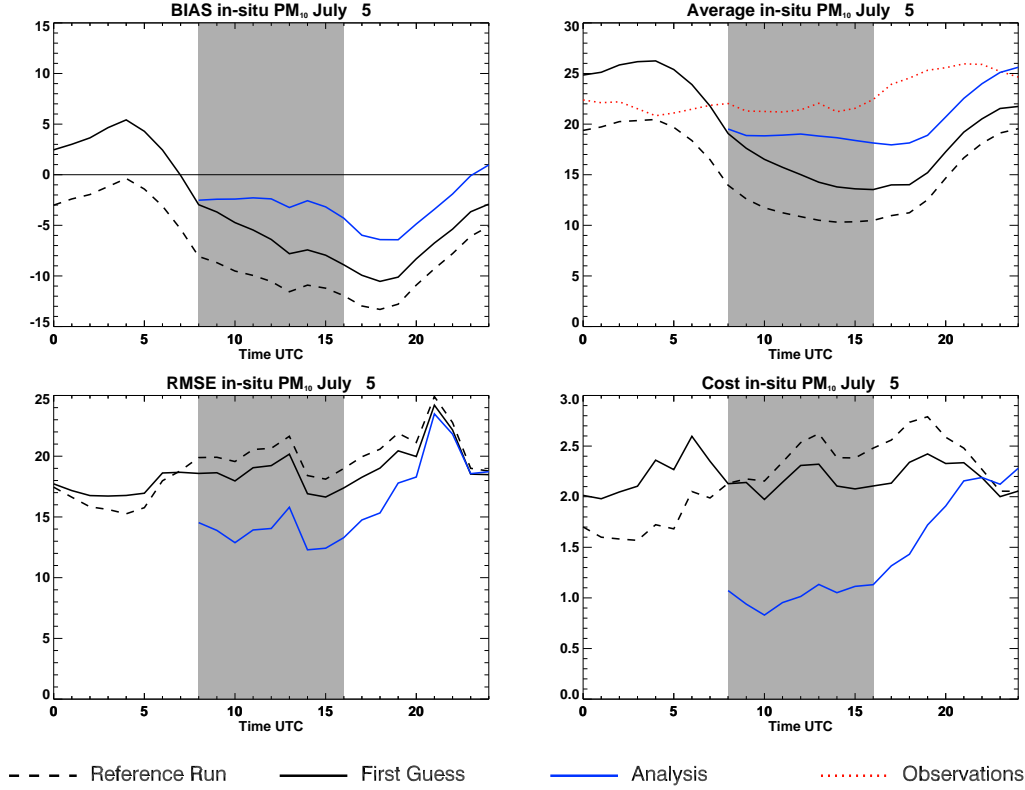 BIAS in-situ PM₁₀ July 5
15
10
5
0
-5
-10
-15
0 5 10 15 20
Time UTC
Average in-situ PM₁₀ July 5
30
25
20
15
10
5
0
0 5 10 15 20
Time UTC
RMSE in-situ PM₁₀ July 5
25
20
15
10
5
0
0 5 10 15 20
Time UTC
Cost in-situ PM₁₀ July 5
3.0
2.5
2.0
1.5
1.0
0.5
0.0
0 5 10 15 20
Time UTC
Reference Run First Guess Analysis Observations